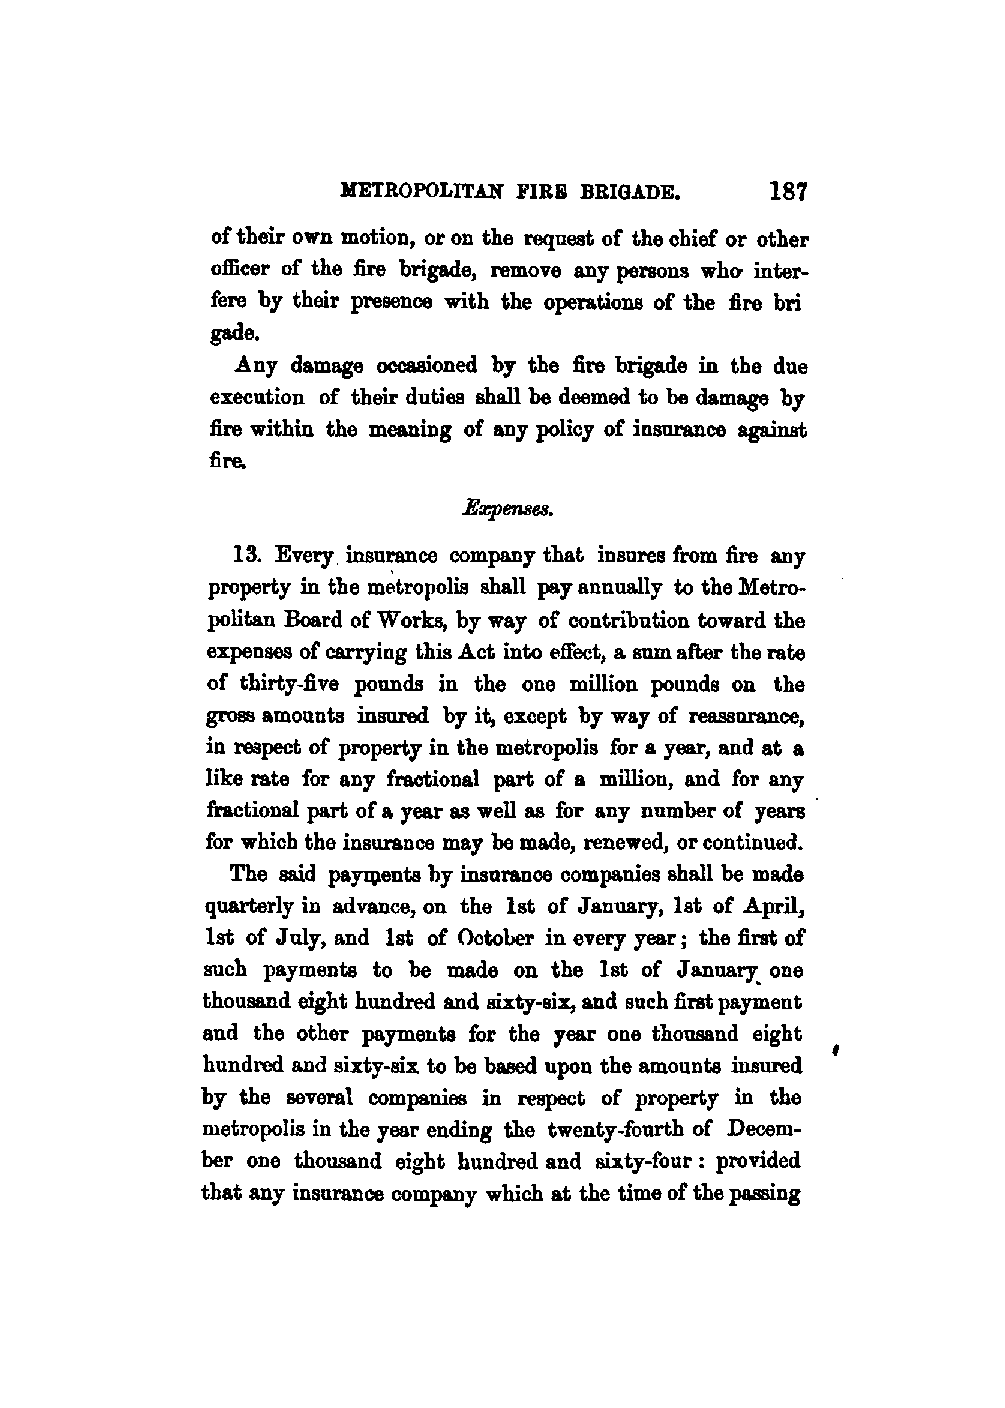 METROPOLITAN FIRE BRIGADE. 187
of their own motion, or on the request of the chief or other
officer of the fire brigade, remove any persons who inter-
fere by their presence with the operations of the fire bri
gade.
Any damage occasioned by the fire brigade in the due
execution of their duties shall be deemed to be damage by
fire within the meaning of any policy of insurance against
fire.
Expenses.
13. Every insurance company that insures from fire any
property in the metropolis shall pay annually to the Metro-
politan Board of Works, by way of contribution toward the
expenses of carrying this Act into effect, a sum after the rate
of thirty-five pounds in the one million pounds on the
gross amounts insured by it, except by way of reassurance,
in respect of property in the metropolis for a year, and at a
like rate for any fractional part of a million, and for any
fractional part of a year as well as for any number of years
for which the insurance may be made, renewed, or continued.
The said payments by insurance companies shall be made
quarterly in advance, on the 1st of January, 1st of April,
1st of July, and 1st of October in every year; the first of
such payments to be made on the 1st of January one
thousand eight hundred and sixty-six, and such first payment
and the other payments for the year one thousand eight
hundred and sixty-six to be based upon the amounts insured
by the several companies in respect of property in the
metropolis in the year ending the twenty-fourth of Decem-
ber one thousand eight hundred and sixty-four: provided
that any insurance company which at the time of the passing